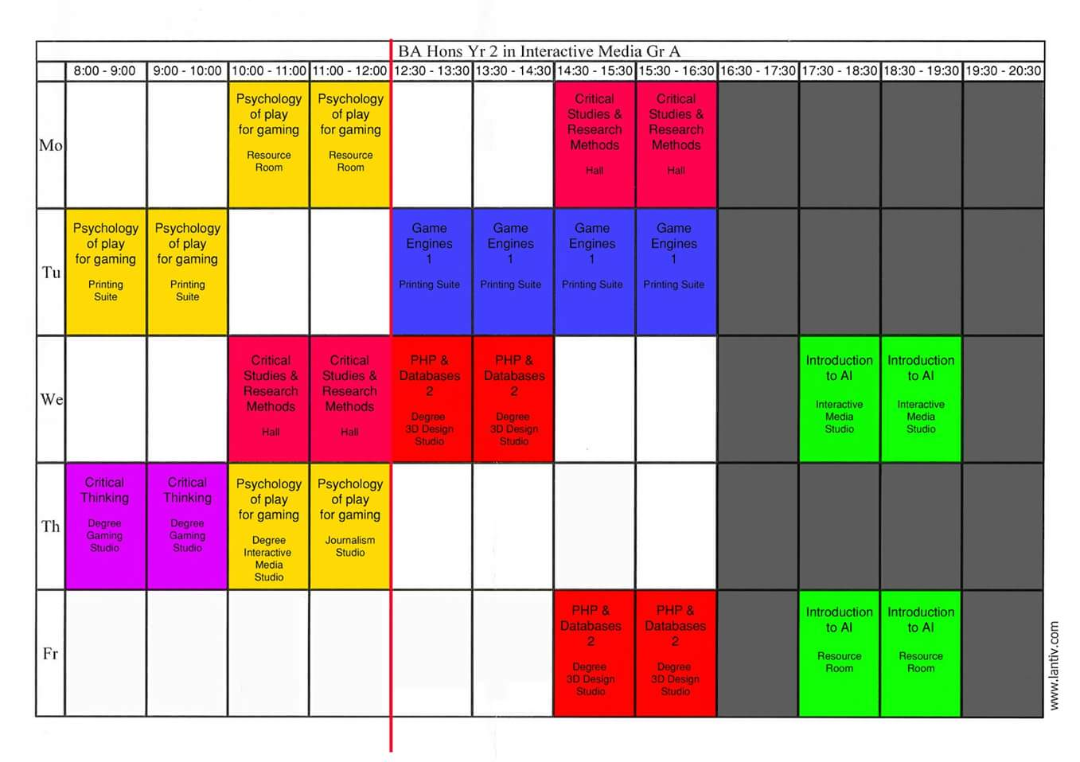 BA Hons Yr 2 in Interactive Media Gr A
8:00 - 9:00 9:00 - 10:00 10:00 - 11:00 11:00 - 12:00 12:30 - 13:30 13:30 - 14:30 14:30 - 15:30 15:30 - 16:30 16:30 - 17:30 17:30 - 18:30 18:30 - 19:30 19:30 - 20:30
Mo
Psychology
of play
for gaming
Resource
Room
Psychology
of play
for gaming
Resource
Room
Critical
Studies &
Research
Methods
Hall
Critical
Studies &
Research
Methods
Hall
Tu
Psychology
of play
for gaming
Printing
Suite
Psychology
of play
for gaming
Printing
Suite
Game
Engines
1
Printing Suite
Game
Engines
1
Printing Suite
Game
Engines
1
Printing Suite
Game
Engines
1
Printing Suite
We
Critical
Studies &
Research
Methods
Hall
Critical
Studies &
Research
Methods
Hall
PHP &
Databases
2
Degree
3D Design
Studio
PHP &
Databases
2
Degree
3D Design
Studio
Introduction
to AI
Interactive
Media
Studio
Introduction
to AI
Interactive
Media
Studio
Th
Critical
Thinking
Degree
Gaming
Studio
Critical
Thinking
Degree
Gaming
Studio
Psychology
of play
for gaming
Degree
Interactive
Media
Studio
Psychology
of play
for gaming
Journalism
Studio
Fr
PHP &
Databases
2
Degree
3D Design
Studio
PHP &
Databases
2
Degree
3D Design
Studio
Introduction
to AI
Resource
Room
Introduction
to AI
Resource
Room
www.lantiv.com